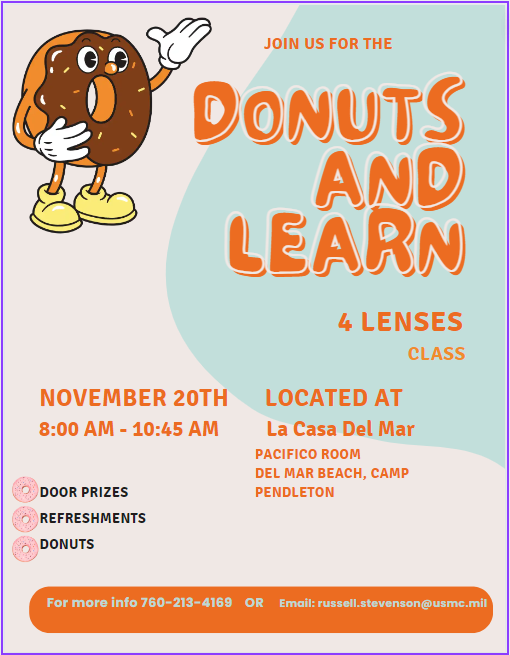 JOIN US FOR THE
DONUTS
AND
LEARN
4 LENSES
CLASS
NOVEMBER 20TH
8:00 AM - 10:45 AM
LOCATED AT
La Casa Del Mar
PACIFICO ROOM
DEL MAR BEACH, CAMP
PENDLETON
DOOR PRIZES
REFRESHMENTS
DONUTS
For more info 760-213-4169 OR Email: russell.stevenson@usmc.mil